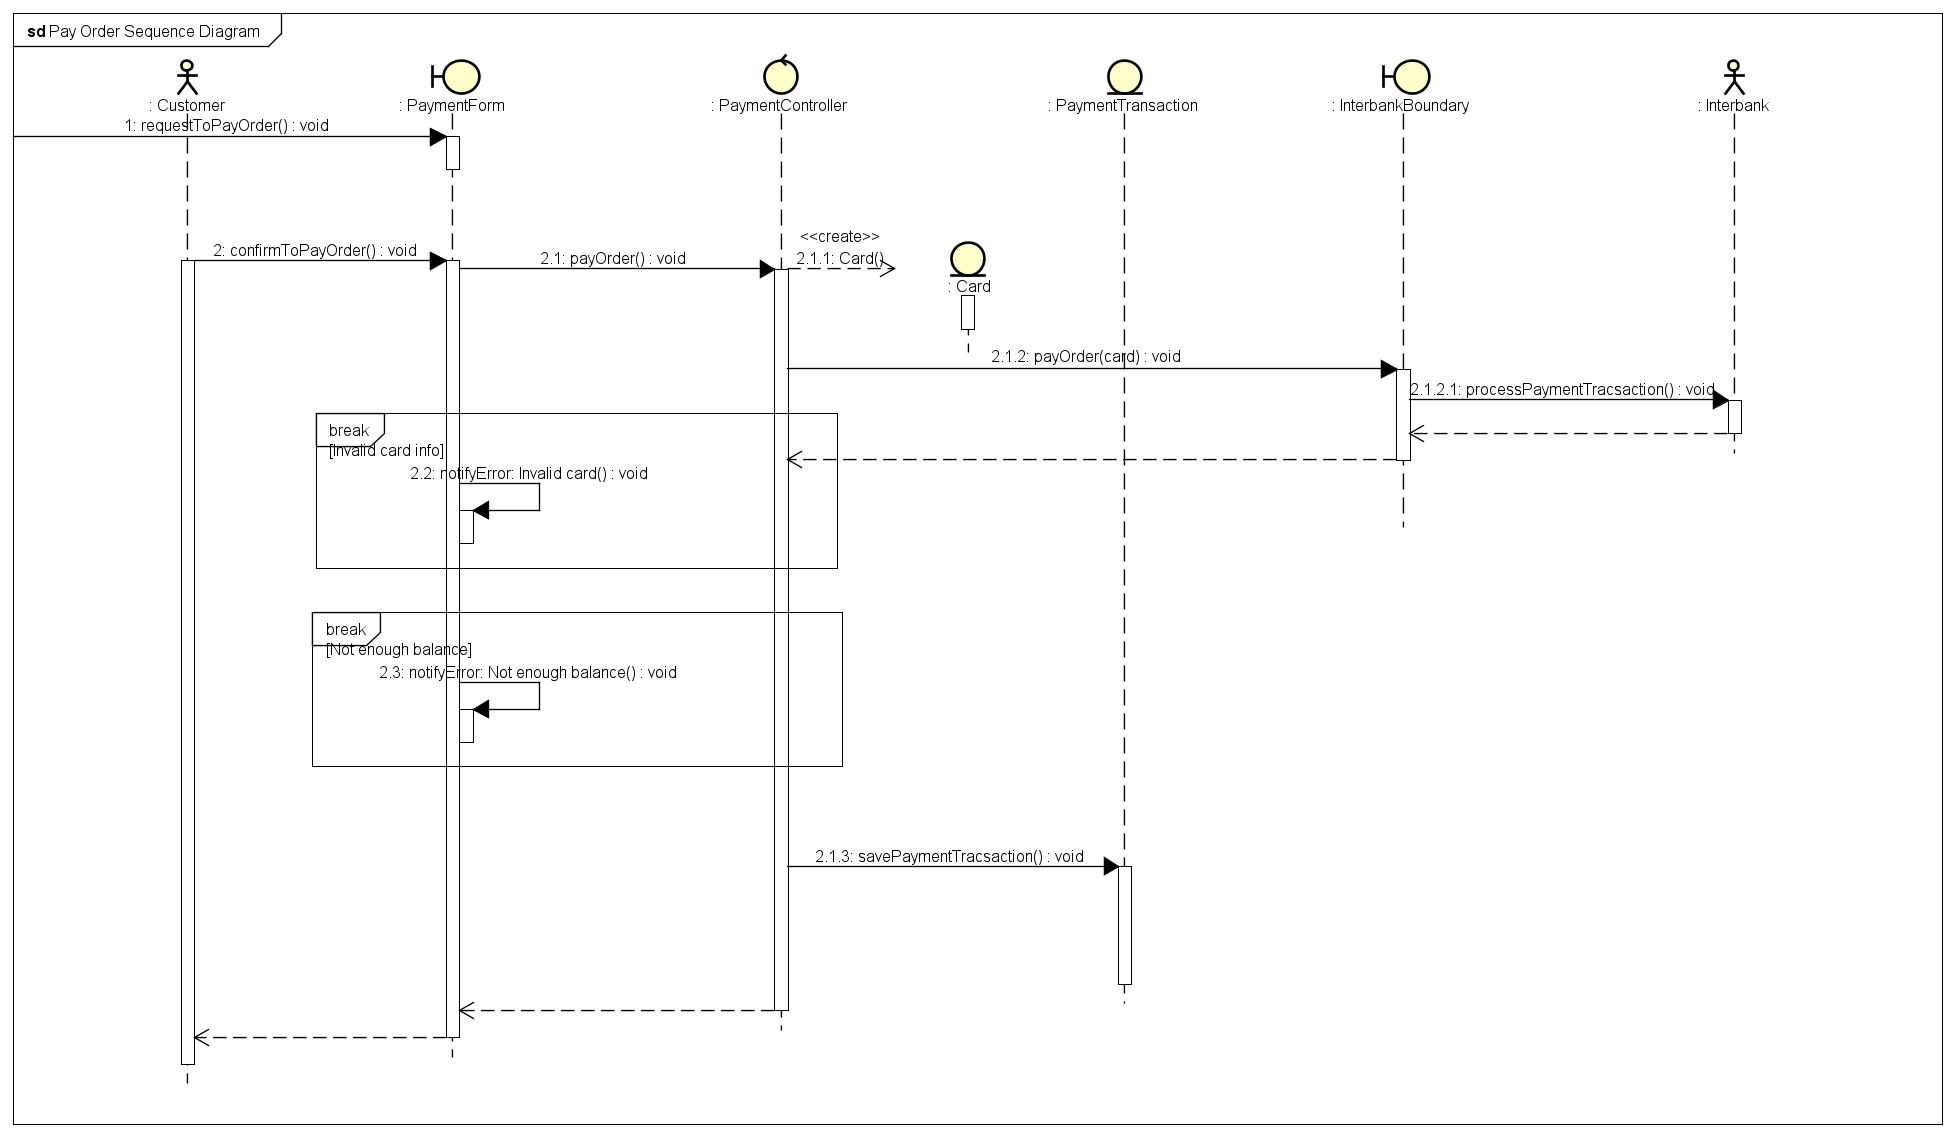 sd Pay Order Sequence Diagram
: Customer
: PaymentForm
: PaymentController
: PaymentTransaction
: InterbankBoundary
: Interbank
1: requestToPayOrder() : void
<<create>>
2: confirmToPayOrder() : void
2.1: payOrder() : void
2.1.1: Card()
: Card
2.1.2: payOrder(card) : void
2.1.2.1: processPaymentTracsaction() : void
break
[Invalid card info]
2.2: notifyError: Invalid card() : void
break
[Not enough balance]
2.3: notifyError: Not enough balance() : void
2.1.3: savePaymentTracsaction() : void